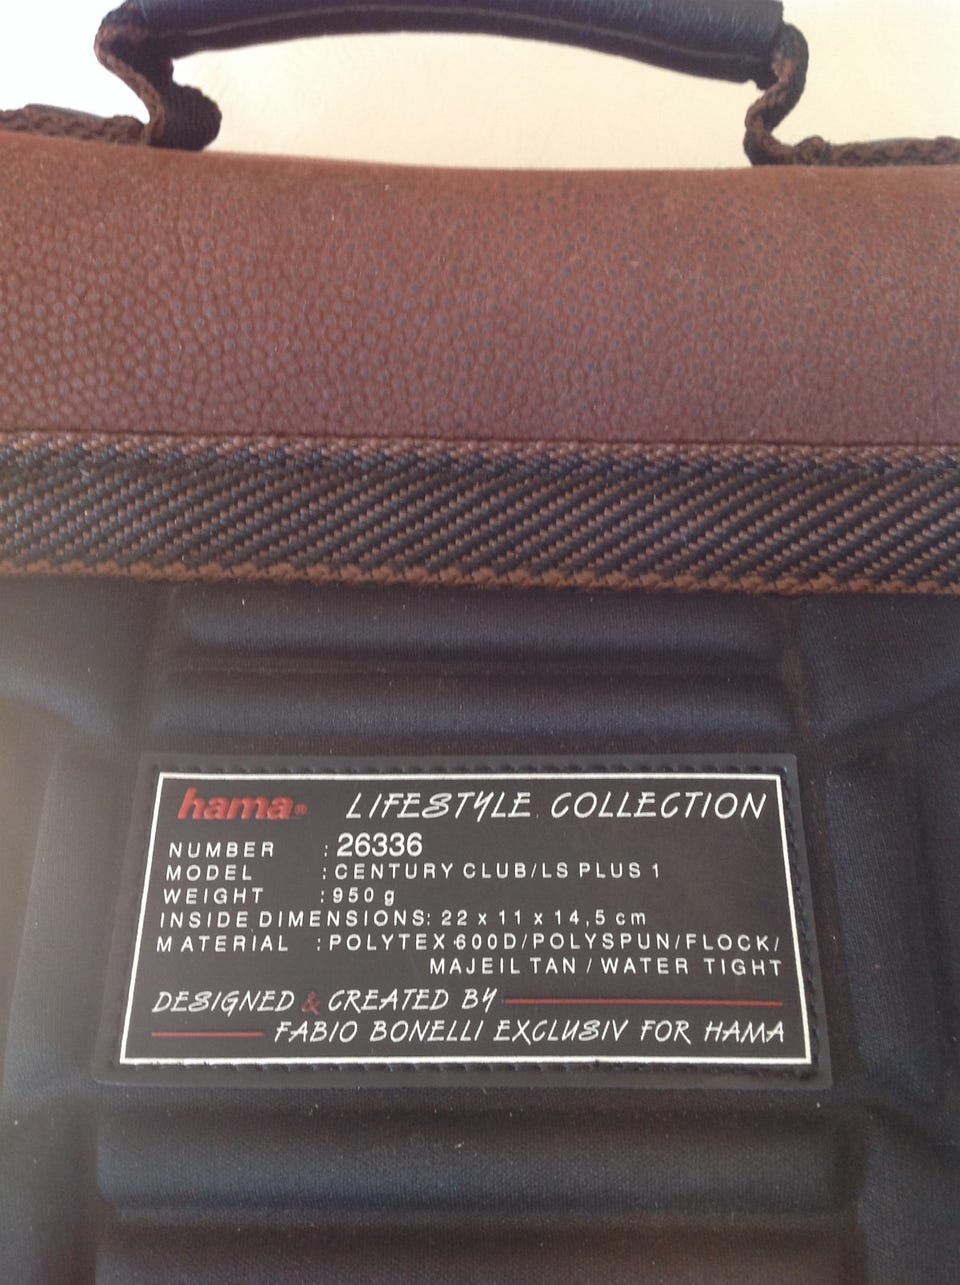 hama® LIFESTYLE COLLECTION
NUMBER : 26336
MODEL : CENTURY CLUB/LS PLUS 1
WEIGHT : 950 g
INSIDE DIMENSIONS: 22 x 11 x 14,5 cm
MATERIAL : POLYTEX 600D/POLYSPUN/FLOCK/
MAJEIL TAN / WATER TIGHT
DESIGNED & CREATED BY
FABIO BONELLI EXCLUSIV FOR HAMA